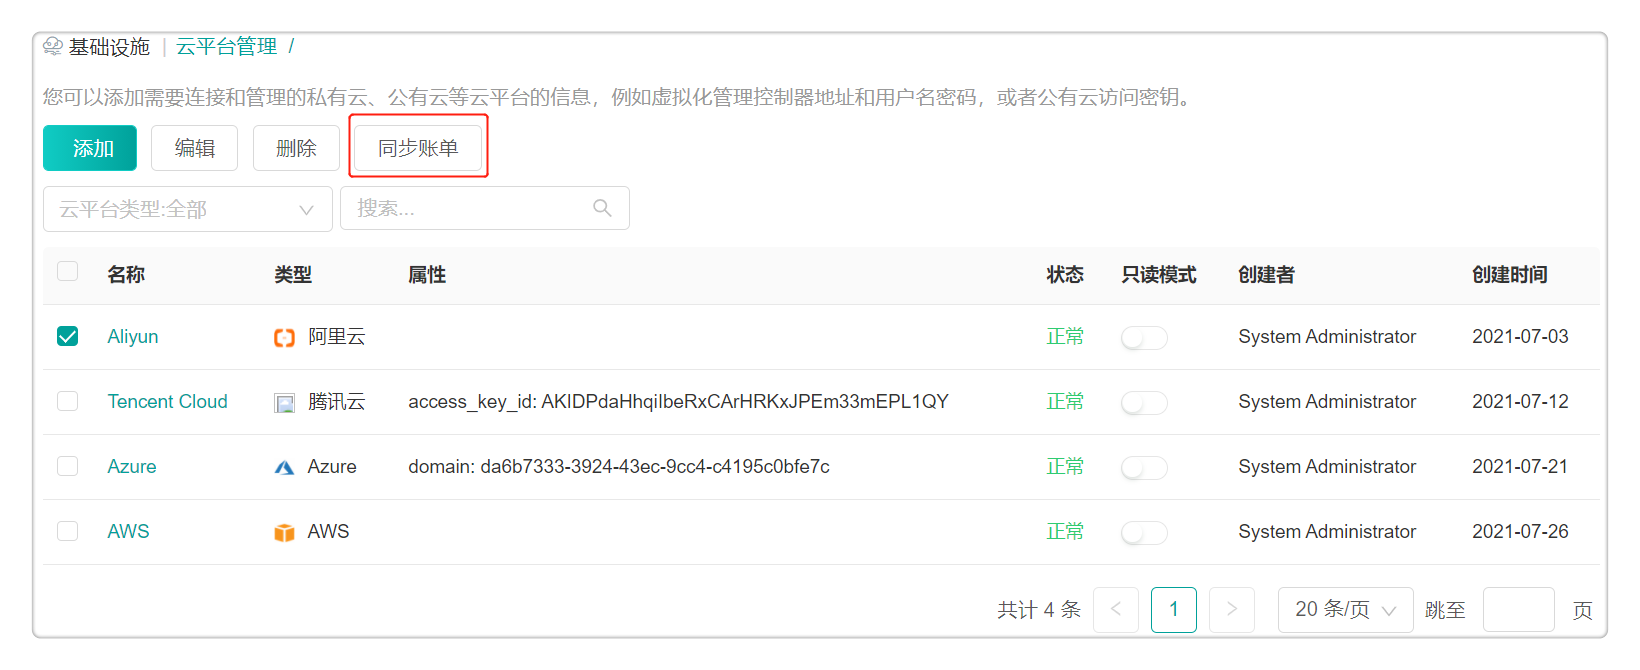 基础设施 | 云平台管理 /
您可以添加需要连接和管理的私有云、公有云等云平台的信息，例如虚拟化管理控制器地址和用户名密码，或者公有云访问密钥。
添加 编辑 删除 同步账单
云平台类型:全部 搜索...
名称 类型 属性 状态 只读模式 创建者 创建时间
Aliyun 阿里云 正常 System Administrator 2021-07-03
Tencent Cloud 腾讯云 access_key_id: AKIDPdaHhqiIbeRxCArHRKxJPEm33mEPL1QY 正常 System Administrator 2021-07-12
Azure Azure domain: da6b7333-3924-43ec-9cc4-c4195c0bfe7c 正常 System Administrator 2021-07-21
AWS AWS 正常 System Administrator 2021-07-26
共计 4 条 < 1 > 20 条/页 跳至 页